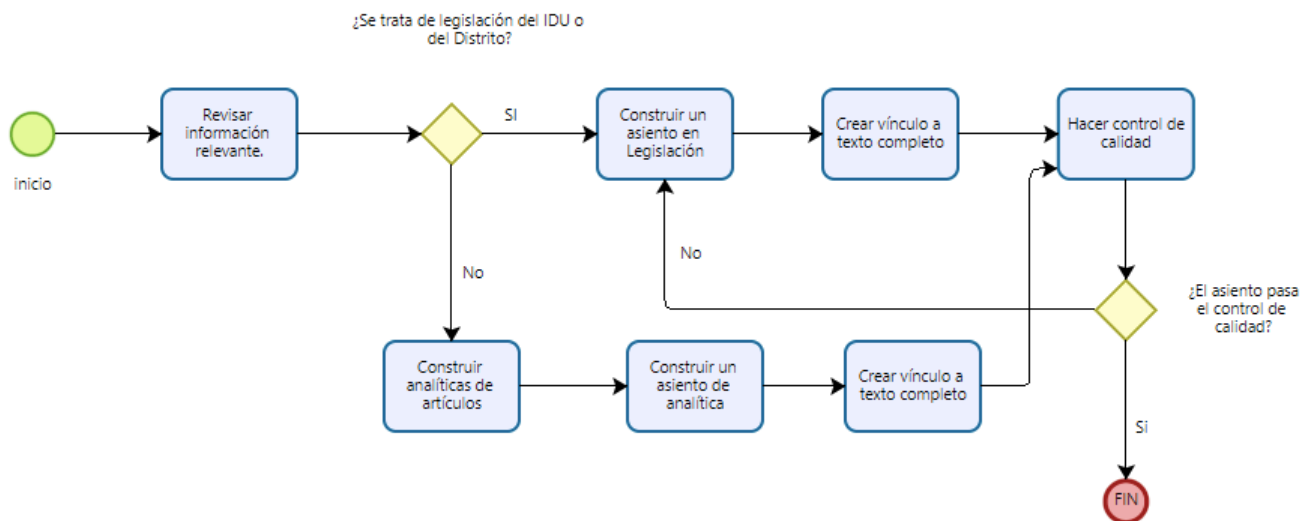 ¿Se trata de legislación del IDU o
del Distrito?
inicio
Revisar
información
relevante.
SI
Construir un
asiento en
Legislación
Crear vínculo a
texto completo
Hacer control de
calidad
No
No
¿El asiento pasa
el control de
calidad?
Construir
analíticas de
artículos
Construir un
asiento de
analítica
Crear vínculo a
texto completo
Si
FIN